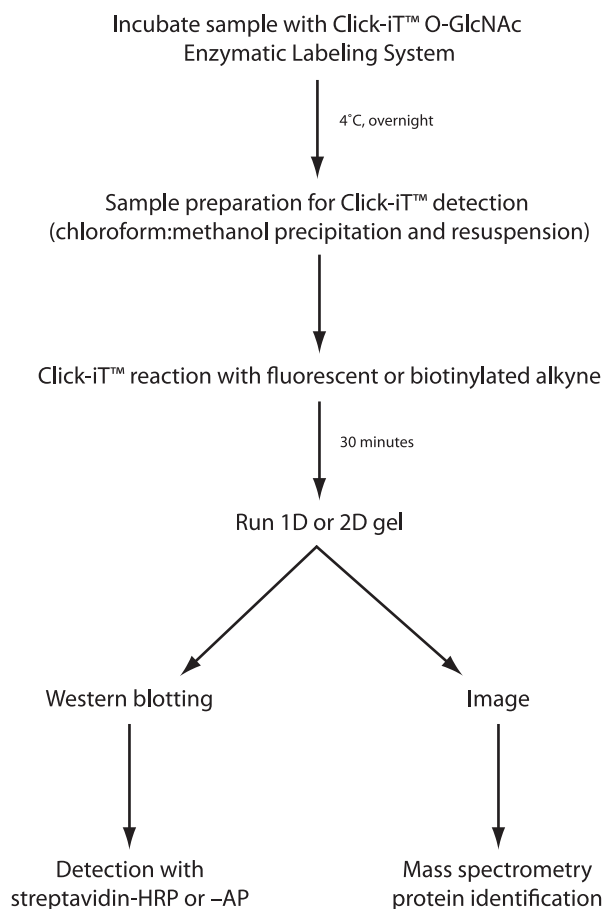 Incubate sample with Click-iT™ O-GlcNAc
Enzymatic Labeling System
4˚C, overnight
Sample preparation for Click-iT™ detection
(chloroform:methanol precipitation and resuspension)
Click-iT™ reaction with fluorescent or biotinylated alkyne
30 minutes
Run 1D or 2D gel
Western blotting
Image
Detection with
streptavidin-HRP or –AP
Mass spectrometry
protein identification